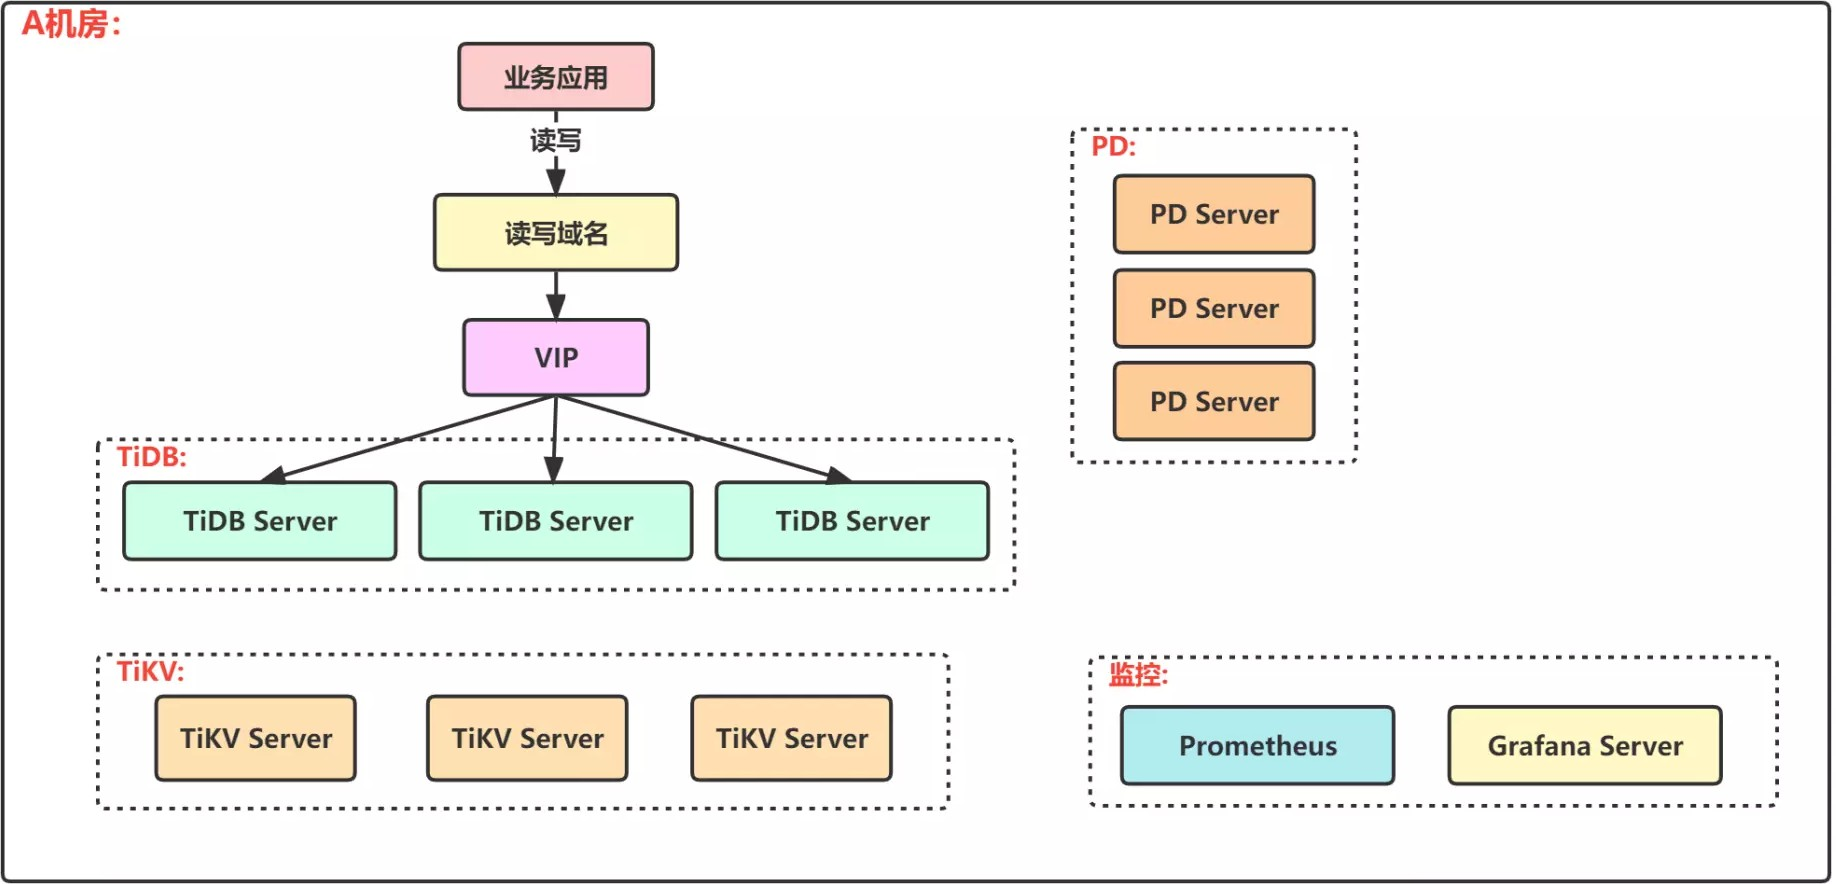 A机房:
业务应用
读写
读写域名
VIP
TiDB:
TiDB Server
TiDB Server
TiDB Server
TiKV:
TiKV Server
TiKV Server
TiKV Server
PD:
PD Server
PD Server
PD Server
监控:
Prometheus
Grafana Server